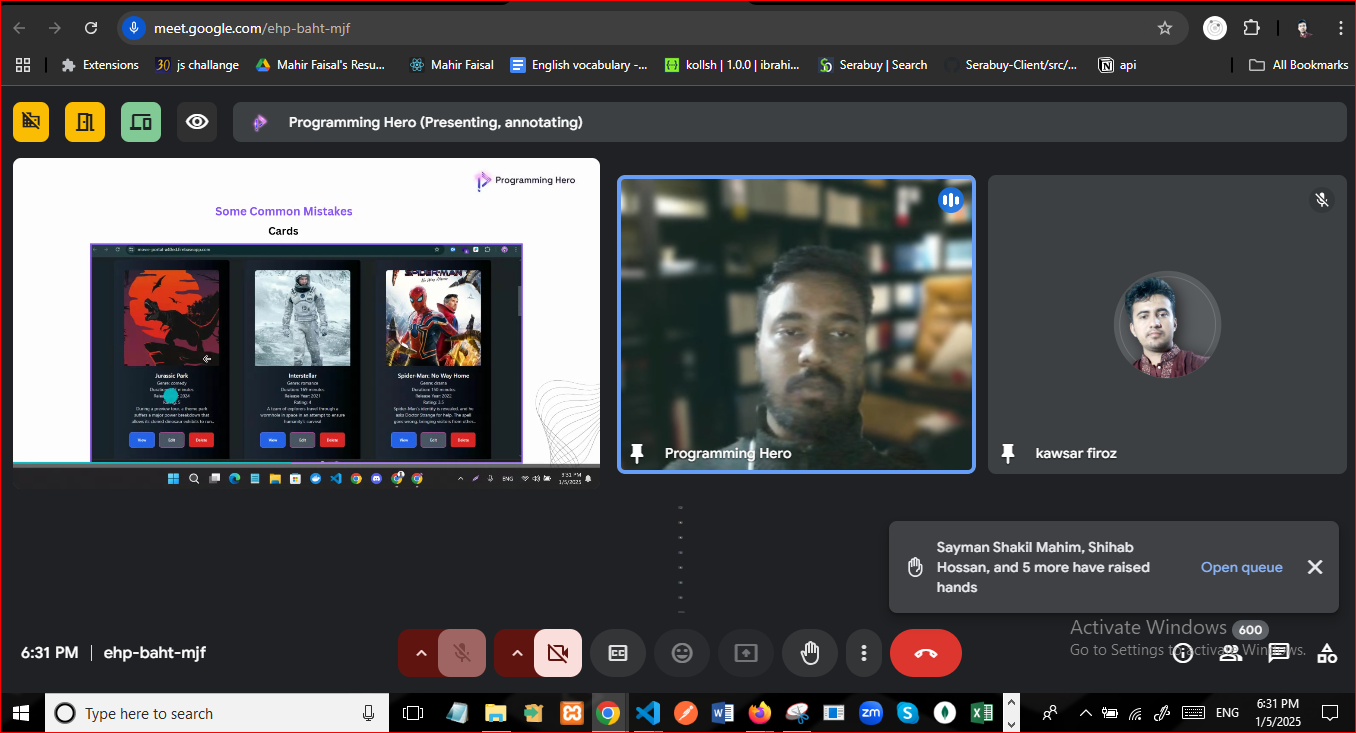 meet.google.com/ehp-baht-mjf
Extensions
30 js challange
Mahir Faisal's Resu...
Mahir Faisal
English vocabulary -...
kollsh | 1.0.0 | ibrahi...
Serabuy | Search
Serabuy-Client/src/...
api
All Bookmarks
Programming Hero (Presenting, annotating)
Programming Hero
Some Common Mistakes
Cards
Jurassic Park
Genre: comedy
2024
During a preview tour, a theme park
suffers a major power breakdown that
allows its cloned dinosaur exhibits to run...
View Edit Delete
Interstellar
Genre: romance
Duration: 169 minutes
Release Year: 2021
Rating: 4
A team of explorers travel through a
wormhole in space in an attempt to ensure
humanity's survival
View Edit Delete
SPIDER-MAN
No Way Home
Spider-Man: No Way Home
Genre: drama
Duration: 150 minutes
Release Year: 2022
Rating: 3.5
Spider-Man's identity is revealed, and he
asks Doctor Strange for help. The spell
goes wrong, bringing visitors from other...
View Edit Delete
ENG
3:31 PM
1/5/2025
Programming Hero
kawsar firoz
Sayman Shakil Mahim, Shihab
Hossan, and 5 more have raised
hands
Open queue
6:31 PM | ehp-baht-mjf
Activate Windows
600
Go to Settings to activate Windows.
Type here to search
zm
ENG
6:31 PM
1/5/2025